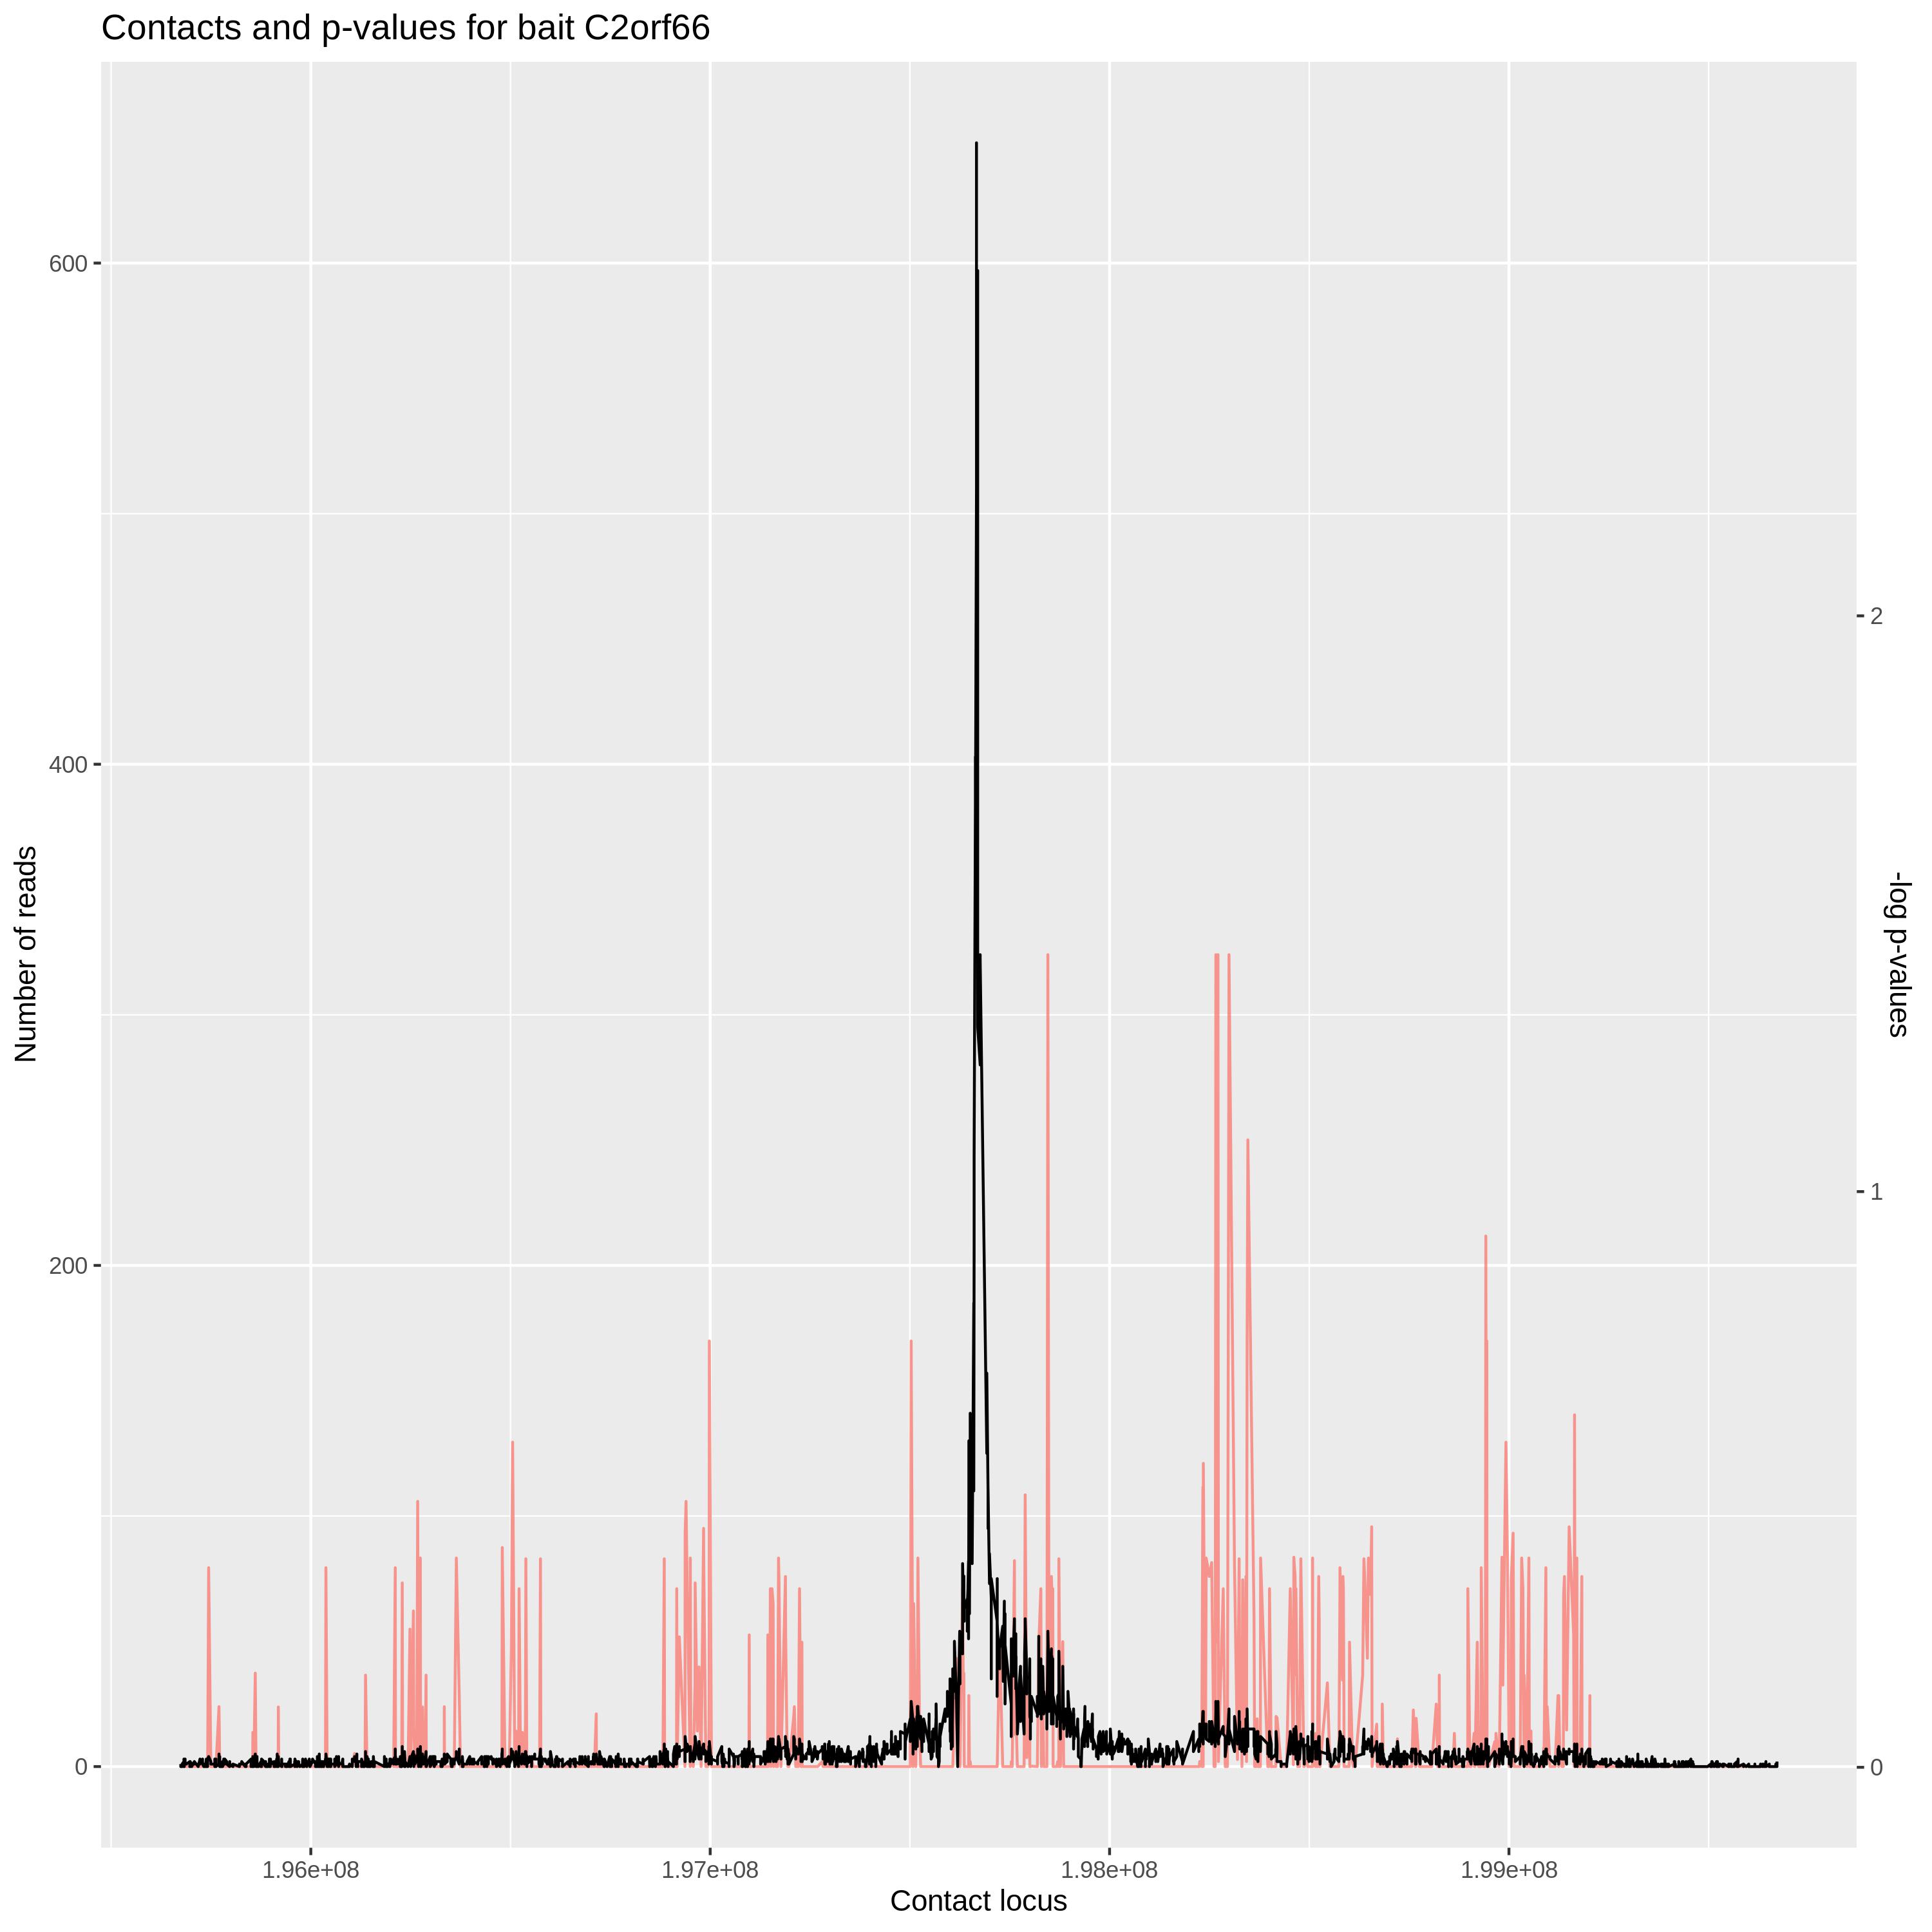 Contacts and p-values for bait C2orf66
600
400
200
0
Number of reads
2
1
0
-log p-values
1.96e+08
1.97e+08
1.98e+08
1.99e+08
Contact locus